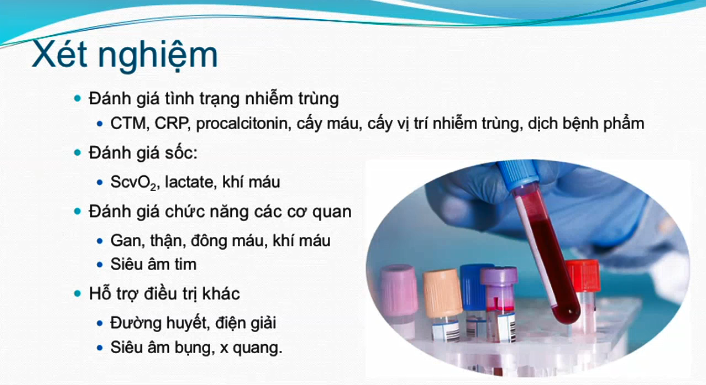 Xét nghiệm
• Đánh giá tình trạng nhiễm trùng
• CTM, CRP, procalcitonin, cấy máu, cấy vị trí nhiễm trùng, dịch bệnh phẩm
• Đánh giá sốc:
• ScvO₂, lactate, khí máu
• Đánh giá chức năng các cơ quan
• Gan, thận, đông máu, khí máu
• Siêu âm tim
• Hỗ trợ điều trị khác
• Đường huyết, điện giải
• Siêu âm bụng, x quang.